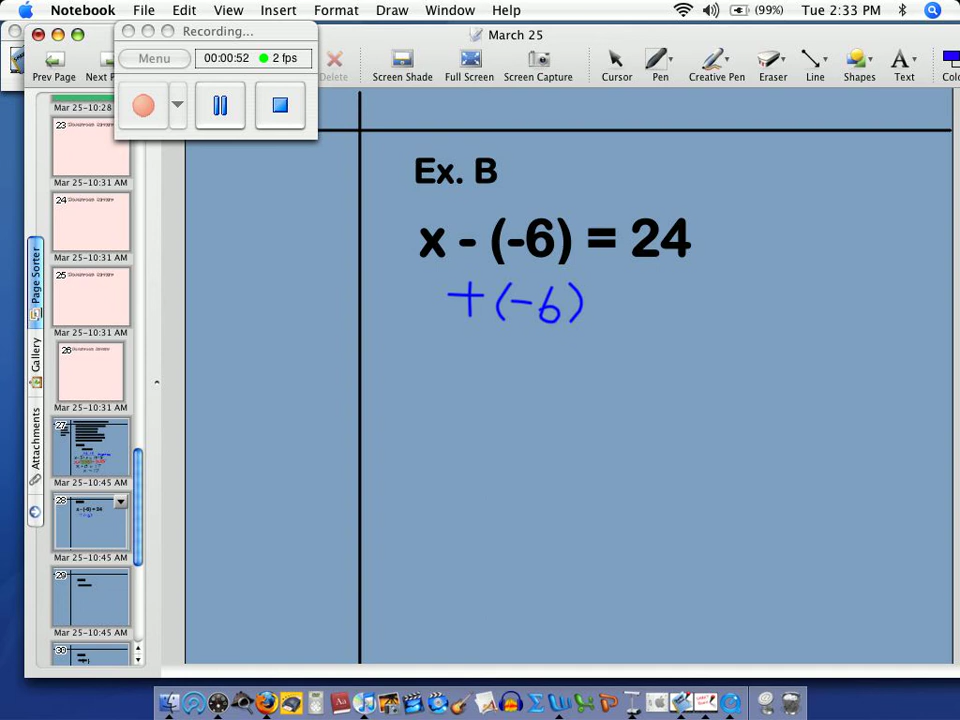 Notebook File Edit View Insert Format Draw Window Help (99%) Tue 2:33 PM
Recording...
March 25
Menu 00:00:52 2 fps
Prev Page Next P Delete Screen Shade Full Screen Screen Capture Cursor Pen Creative Pen Eraser Line Shapes Text Colo
Mar 25-10:28
23
Mar 25-10:31 AM
24
Mar 25-10:31 AM
25
Mar 25-10:31 AM
26
Mar 25-10:31 AM
27
Mar 25-10:45 AM
28
x - (-6) = 24
Mar 25-10:45 AM
29
Mar 25-10:45 AM
30
Page Sorter
Gallery
Attachments
Ex. B
x - (-6) = 24
+ (-6)